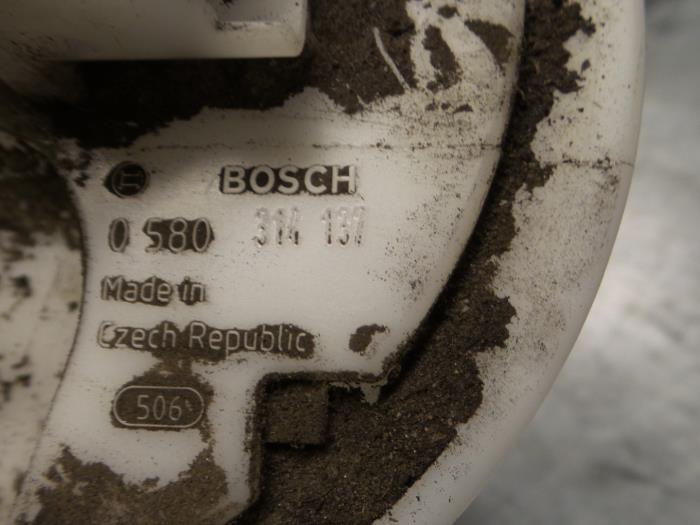 BOSCH
0 580 314 137
Made in
Czech Republic
506